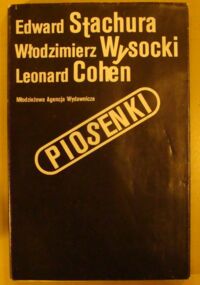 Edward Stachura
Włodzimierz Wysocki
Leonard Cohen
Młodzieżowa Agencja Wydawnicza
PIOSENKI